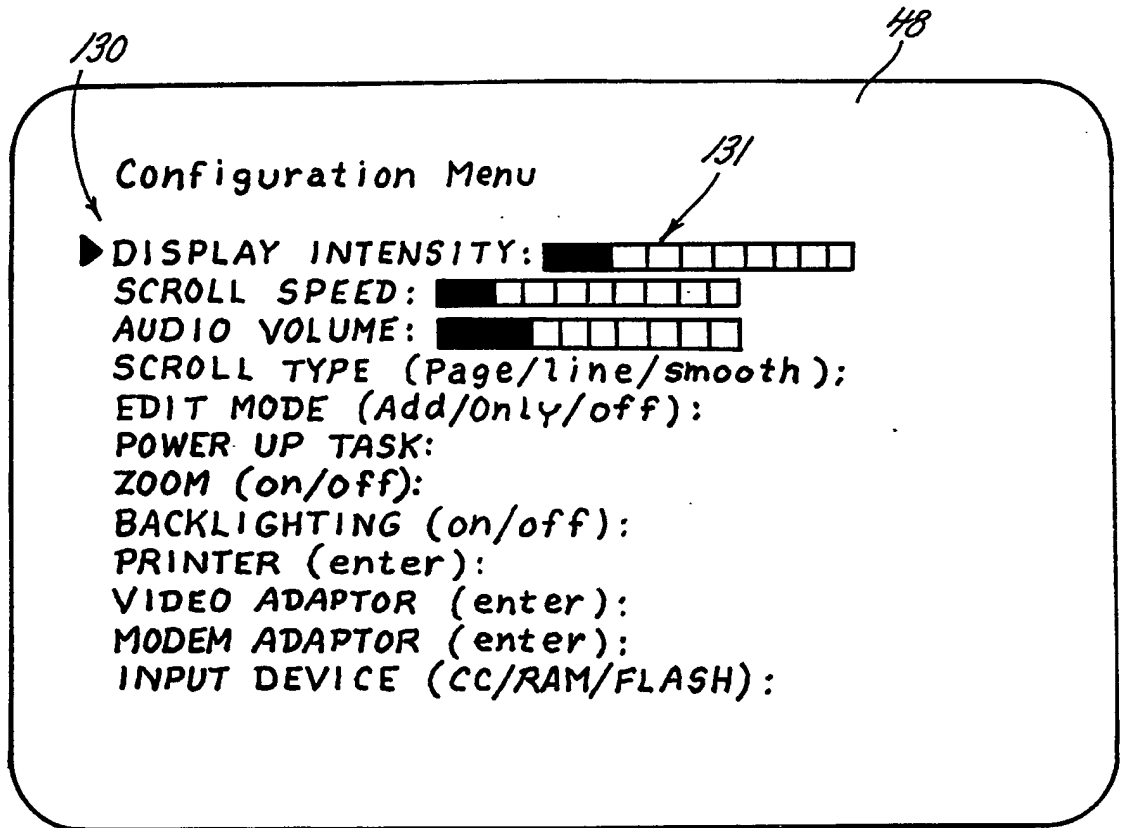 130
48
Configuration Menu
131
DISPLAY INTENSITY:
SCROLL SPEED:
AUDIO VOLUME:
SCROLL TYPE (Page/line/smooth);
EDIT MODE (Add/Only/off):
POWER UP TASK:
ZOOM (on/off):
BACKLIGHTING (on/off):
PRINTER (enter):
VIDEO ADAPTOR (enter):
MODEM ADAPTOR (enter):
INPUT DEVICE (CC/RAM/FLASH):